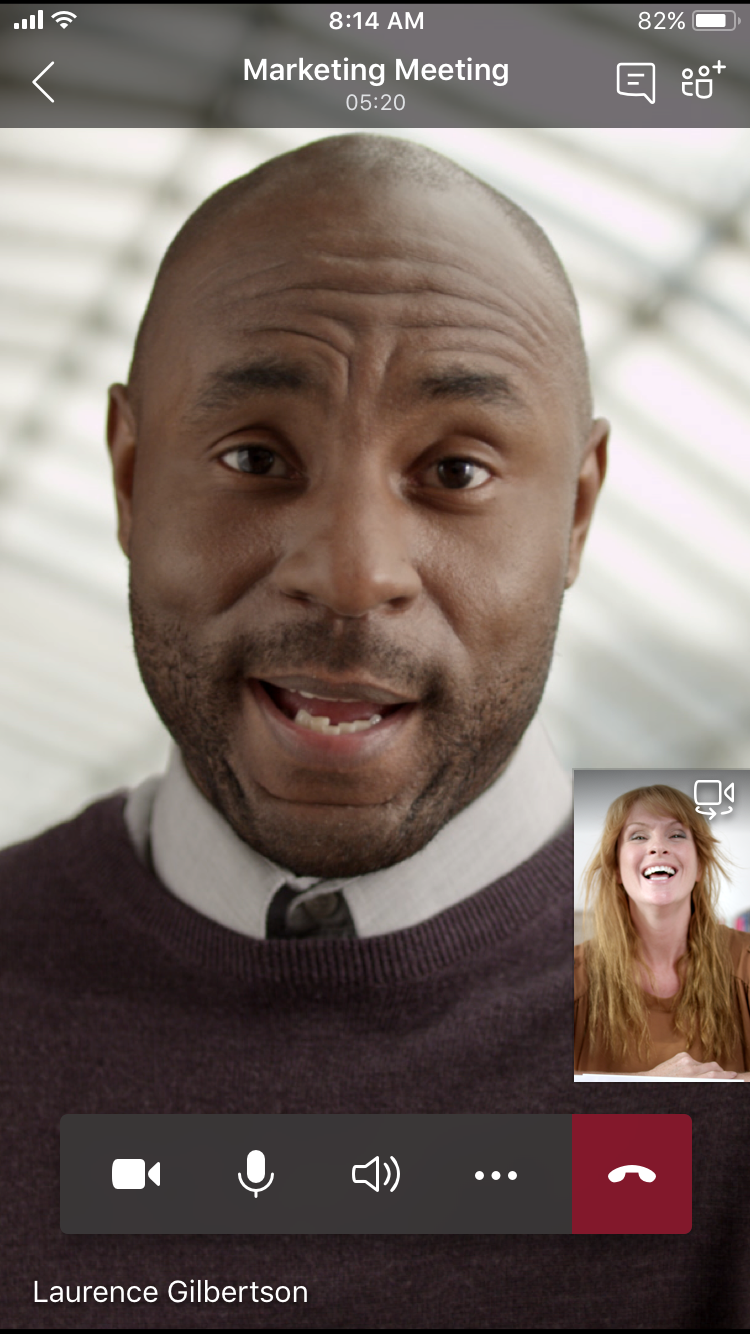 8:14 AM
82%
Marketing Meeting
05:20
Laurence Gilbertson